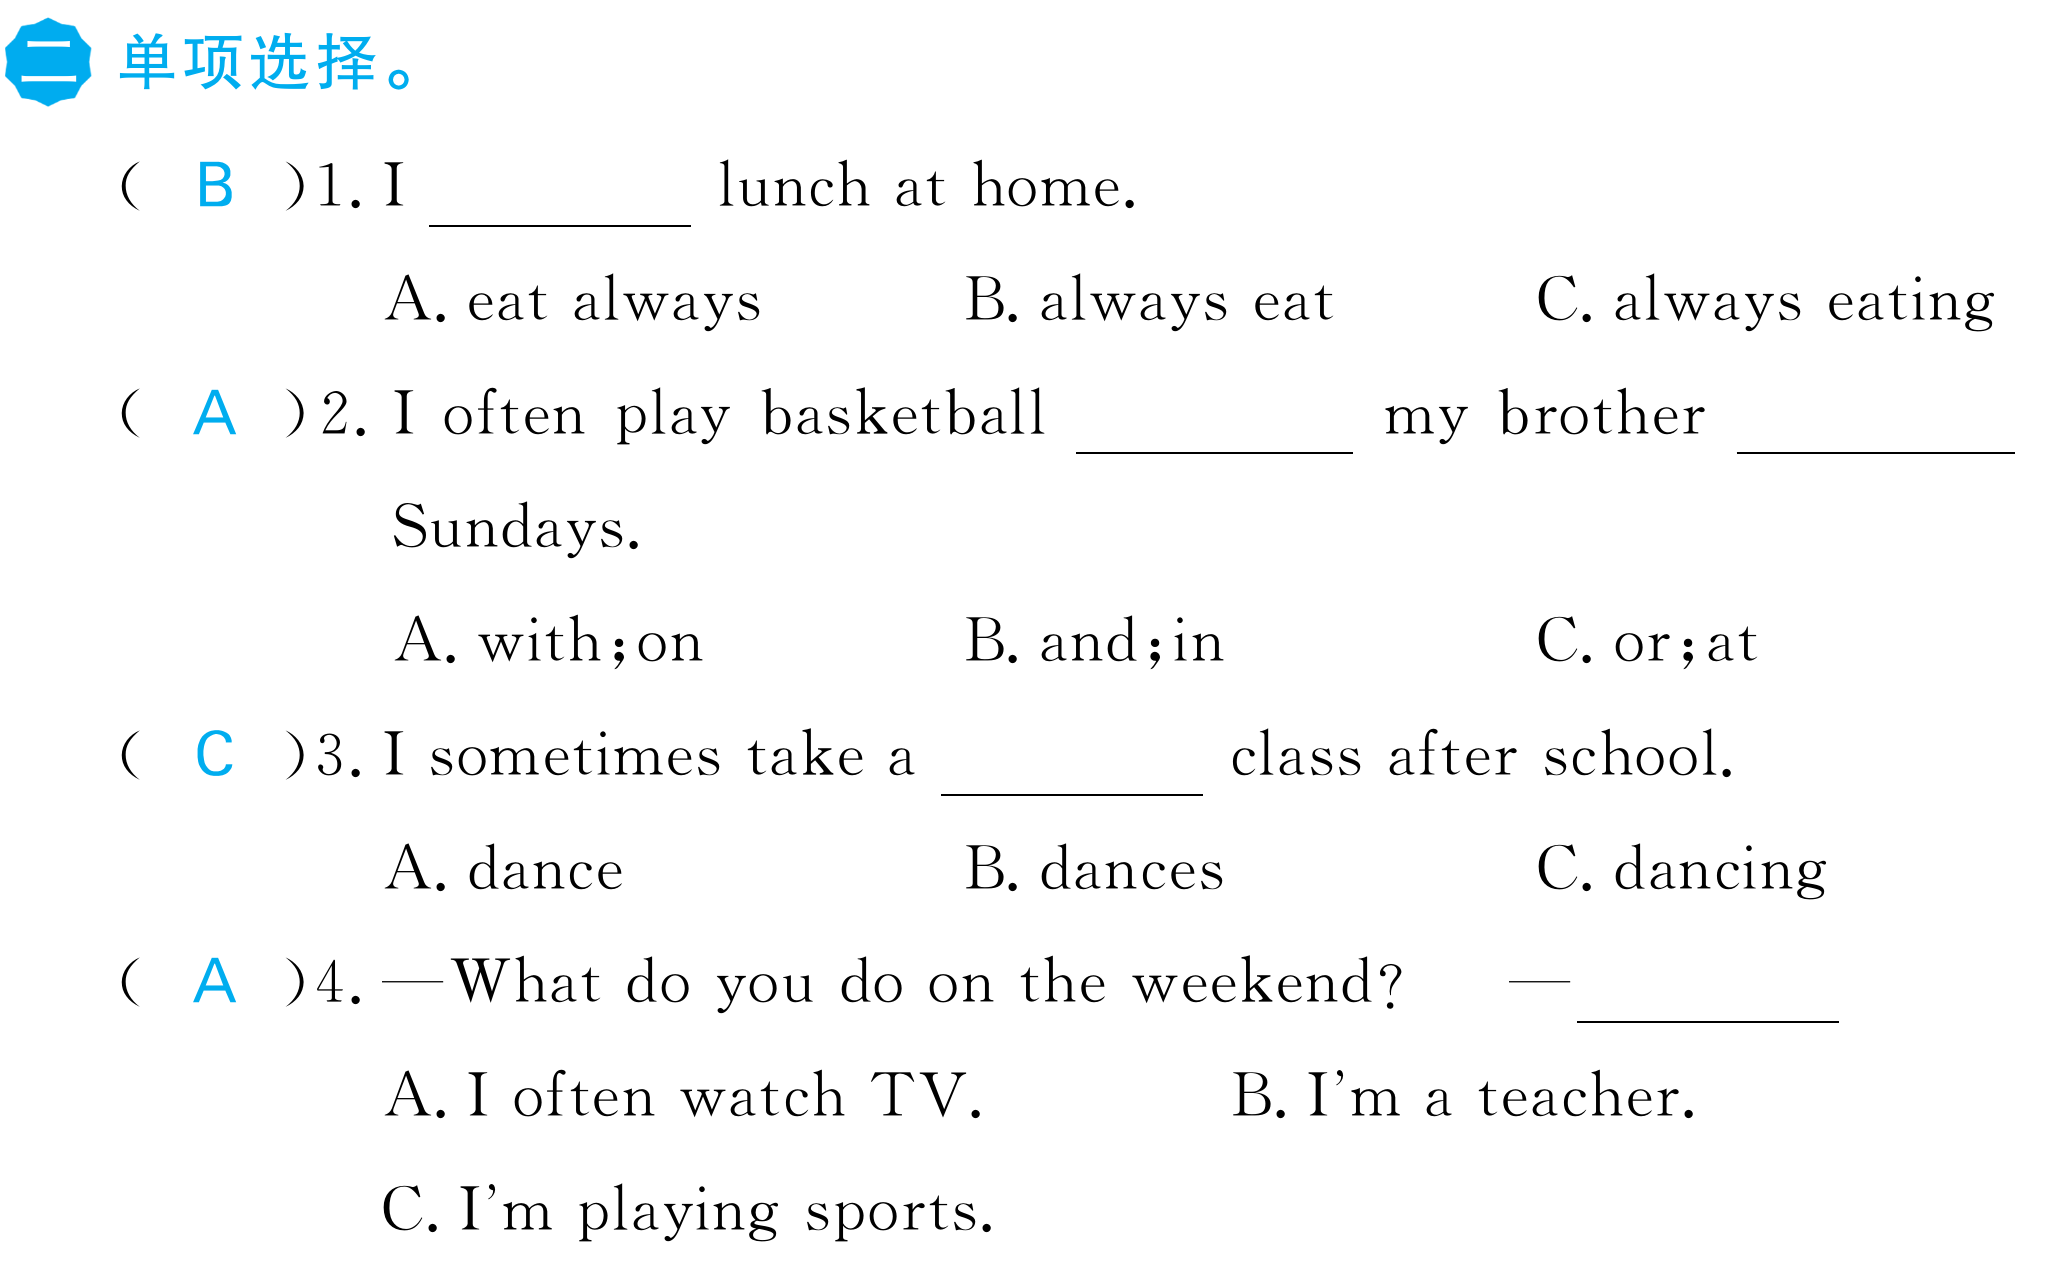 二 单项选择。
( B )1. I ________ lunch at home.
A. eat always B. always eat C. always eating
( A )2. I often play basketball ________ my brother ________
Sundays.
A. with;on B. and;in C. or;at
( C )3. I sometimes take a ________ class after school.
A. dance B. dances C. dancing
( A )4. —What do you do on the weekend? —________
A. I often watch TV. B. I'm a teacher.
C. I'm playing sports.